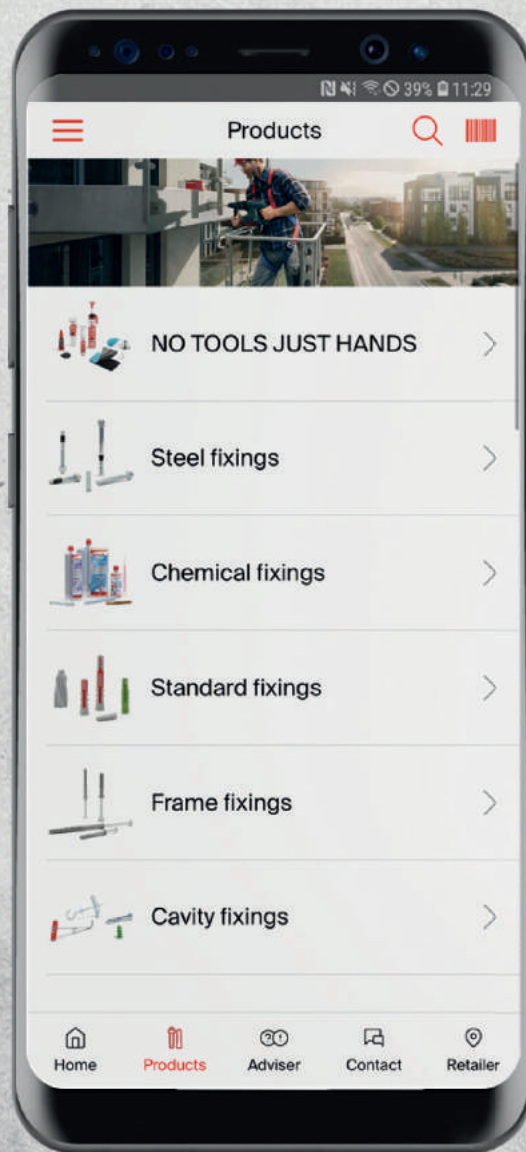 39% 11:29
Products
NO TOOLS JUST HANDS
Steel fixings
Chemical fixings
Standard fixings
Frame fixings
Cavity fixings
Home Products Adviser Contact Retailer